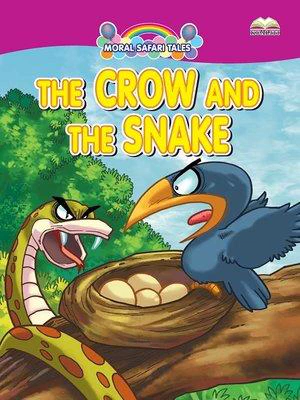 MORAL SAFARI TALES
THE CROW AND
THE SNAKE